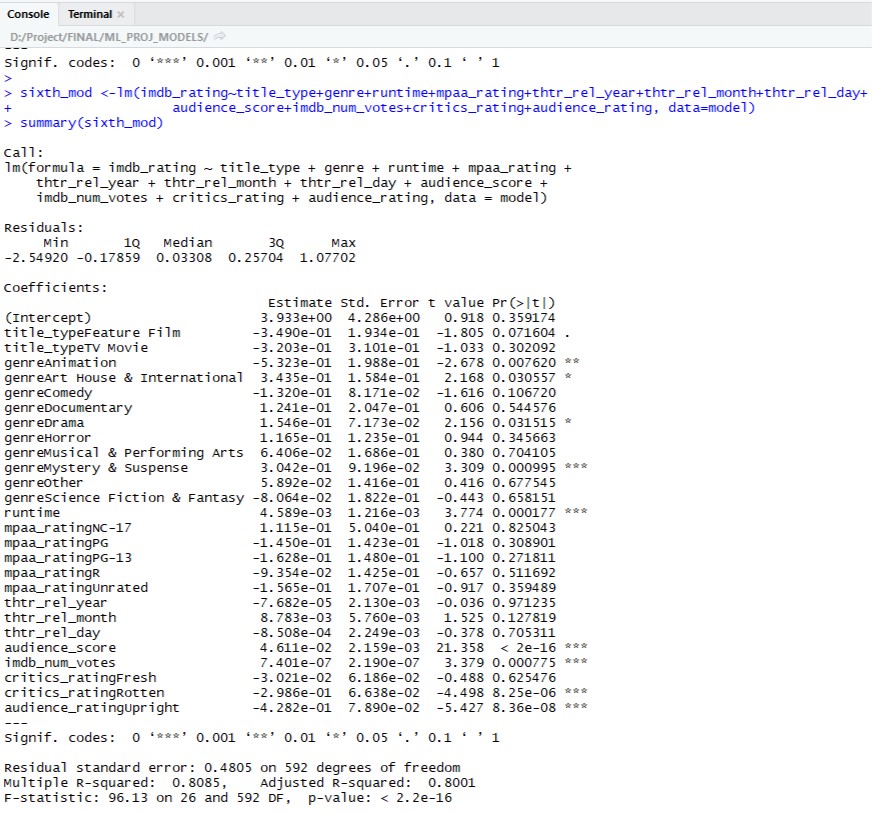 Console Terminal ×
D:/Project/FINAL/ML_PROJ_MODELS/
---
Signif. codes:  0 ‘***’ 0.001 ‘**’ 0.01 ‘*’ 0.05 ‘.’ 0.1 ‘ ’ 1
>
> sixth_mod <-lm(imdb_rating~title_type+genre+runtime+mpaa_rating+thtr_rel_year+thtr_rel_month+thtr_rel_day+
+                     audience_score+imdb_num_votes+critics_rating+audience_rating, data=model)
> summary(sixth_mod)
Call:
lm(formula = imdb_rating ~ title_type + genre + runtime + mpaa_rating +
    thtr_rel_year + thtr_rel_month + thtr_rel_day + audience_score +
    imdb_num_votes + critics_rating + audience_rating, data = model)
Residuals:
     Min       1Q   Median       3Q      Max
-2.54920 -0.17859  0.03308  0.25704  1.07702
Coefficients:
                                 Estimate Std. Error t value Pr(>|t|)
(Intercept)                     3.933e+00  4.286e+00   0.918 0.359174
title_typeFeature Film         -3.490e-01  1.934e-01  -1.805 0.071604 .
title_typeTV Movie             -3.203e-01  3.101e-01  -1.033 0.302092
genreAnimation                 -5.323e-01  1.988e-01  -2.678 0.007620 **
genreArt House & International  3.435e-01  1.584e-01   2.168 0.030557 *
genreComedy                    -1.320e-01  8.171e-02  -1.616 0.106720
genreDocumentary                1.241e-01  2.047e-01   0.606 0.544576
genreDrama                      1.546e-01  7.173e-02   2.156 0.031515 *
genreHorror                     1.165e-01  1.235e-01   0.944 0.345663
genreMusical & Performing Arts  6.406e-02  1.686e-01   0.380 0.704105
genreMystery & Suspense         3.042e-01  9.196e-02   3.309 0.000995 ***
genreOther                      5.892e-02  1.416e-01   0.416 0.677545
genreScience Fiction & Fantasy -8.064e-02  1.822e-01  -0.443 0.658151
runtime                         4.589e-03  1.216e-03   3.774 0.000177 ***
mpaa_ratingNC-17                1.115e-01  5.040e-01   0.221 0.825043
mpaa_ratingPG                  -1.450e-01  1.423e-01  -1.018 0.308901
mpaa_ratingPG-13               -1.628e-01  1.480e-01  -1.100 0.271811
mpaa_ratingR                   -9.354e-02  1.425e-01  -0.657 0.511692
mpaa_ratingUnrated             -1.565e-01  1.707e-01  -0.917 0.359489
thtr_rel_year                  -7.682e-05  2.130e-03  -0.036 0.971235
thtr_rel_month                  8.783e-03  5.760e-03   1.525 0.127819
thtr_rel_day                   -8.508e-04  2.249e-03  -0.378 0.705311
audience_score                  4.611e-02  2.159e-03  21.358  < 2e-16 ***
imdb_num_votes                  7.401e-07  2.190e-07   3.379 0.000775 ***
critics_ratingFresh            -3.021e-02  6.186e-02  -0.488 0.625476
critics_ratingRotten           -2.986e-01  6.638e-02  -4.498 8.25e-06 ***
audience_ratingUpright         -4.282e-01  7.890e-02  -5.427 8.36e-08 ***
---
Signif. codes:  0 ‘***’ 0.001 ‘**’ 0.01 ‘*’ 0.05 ‘.’ 0.1 ‘ ’ 1
Residual standard error: 0.4805 on 592 degrees of freedom
Multiple R-squared:  0.8085,    Adjusted R-squared:  0.8001
F-statistic: 96.13 on 26 and 592 DF,  p-value: < 2.2e-16